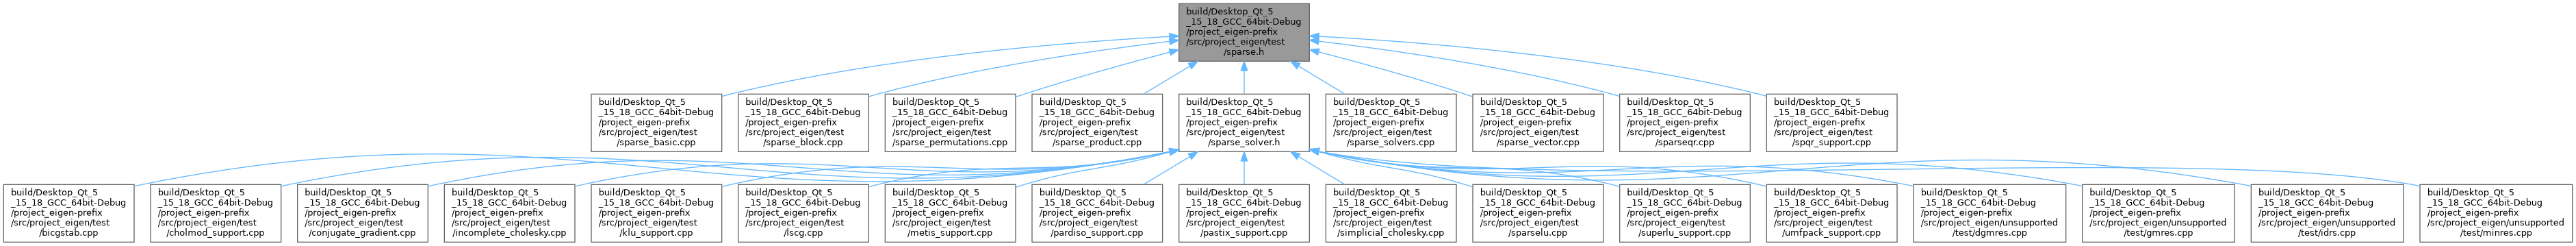 build/Desktop_Qt_5
_15_18_GCC_64bit-Debug
/project_eigen-prefix
/src/project_eigen/test
/sparse.h
build/Desktop_Qt_5
_15_18_GCC_64bit-Debug
/project_eigen-prefix
/src/project_eigen/test
/sparse_basic.cpp
build/Desktop_Qt_5
_15_18_GCC_64bit-Debug
/project_eigen-prefix
/src/project_eigen/test
/sparse_block.cpp
build/Desktop_Qt_5
_15_18_GCC_64bit-Debug
/project_eigen-prefix
/src/project_eigen/test
/sparse_permutations.cpp
build/Desktop_Qt_5
_15_18_GCC_64bit-Debug
/project_eigen-prefix
/src/project_eigen/test
/sparse_product.cpp
build/Desktop_Qt_5
_15_18_GCC_64bit-Debug
/project_eigen-prefix
/src/project_eigen/test
/sparse_solver.h
build/Desktop_Qt_5
_15_18_GCC_64bit-Debug
/project_eigen-prefix
/src/project_eigen/test
/sparse_solvers.cpp
build/Desktop_Qt_5
_15_18_GCC_64bit-Debug
/project_eigen-prefix
/src/project_eigen/test
/sparse_vector.cpp
build/Desktop_Qt_5
_15_18_GCC_64bit-Debug
/project_eigen-prefix
/src/project_eigen/test
/sparseqr.cpp
build/Desktop_Qt_5
_15_18_GCC_64bit-Debug
/project_eigen-prefix
/src/project_eigen/test
/spqr_support.cpp
build/Desktop_Qt_5
_15_18_GCC_64bit-Debug
/project_eigen-prefix
/src/project_eigen/test
/bicgstab.cpp
build/Desktop_Qt_5
_15_18_GCC_64bit-Debug
/project_eigen-prefix
/src/project_eigen/test
/cholmod_support.cpp
build/Desktop_Qt_5
_15_18_GCC_64bit-Debug
/project_eigen-prefix
/src/project_eigen/test
/conjugate_gradient.cpp
build/Desktop_Qt_5
_15_18_GCC_64bit-Debug
/project_eigen-prefix
/src/project_eigen/test
/incomplete_cholesky.cpp
build/Desktop_Qt_5
_15_18_GCC_64bit-Debug
/project_eigen-prefix
/src/project_eigen/test
/klu_support.cpp
build/Desktop_Qt_5
_15_18_GCC_64bit-Debug
/project_eigen-prefix
/src/project_eigen/test
/lscg.cpp
build/Desktop_Qt_5
_15_18_GCC_64bit-Debug
/project_eigen-prefix
/src/project_eigen/test
/metis_support.cpp
build/Desktop_Qt_5
_15_18_GCC_64bit-Debug
/project_eigen-prefix
/src/project_eigen/test
/pardiso_support.cpp
build/Desktop_Qt_5
_15_18_GCC_64bit-Debug
/project_eigen-prefix
/src/project_eigen/test
/pastix_support.cpp
build/Desktop_Qt_5
_15_18_GCC_64bit-Debug
/project_eigen-prefix
/src/project_eigen/test
/simplicial_cholesky.cpp
build/Desktop_Qt_5
_15_18_GCC_64bit-Debug
/project_eigen-prefix
/src/project_eigen/test
/sparselu.cpp
build/Desktop_Qt_5
_15_18_GCC_64bit-Debug
/project_eigen-prefix
/src/project_eigen/test
/superlu_support.cpp
build/Desktop_Qt_5
_15_18_GCC_64bit-Debug
/project_eigen-prefix
/src/project_eigen/test
/umfpack_support.cpp
build/Desktop_Qt_5
_15_18_GCC_64bit-Debug
/project_eigen-prefix
/src/project_eigen/unsupported
/test/dgmres.cpp
build/Desktop_Qt_5
_15_18_GCC_64bit-Debug
/project_eigen-prefix
/src/project_eigen/unsupported
/test/gmres.cpp
build/Desktop_Qt_5
_15_18_GCC_64bit-Debug
/project_eigen-prefix
/src/project_eigen/unsupported
/test/idrs.cpp
build/Desktop_Qt_5
_15_18_GCC_64bit-Debug
/project_eigen-prefix
/src/project_eigen/unsupported
/test/minres.cpp